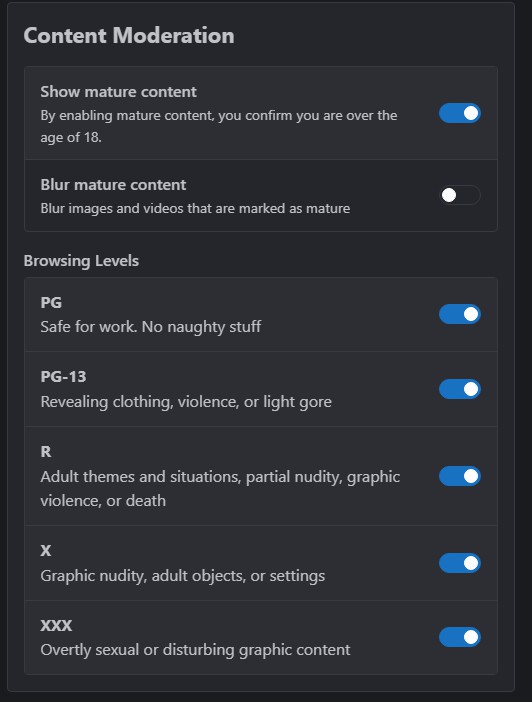 Content Moderation
Show mature content
By enabling mature content, you confirm you are over the
age of 18.
Blur mature content
Blur images and videos that are marked as mature
Browsing Levels
PG
Safe for work. No naughty stuff
PG-13
Revealing clothing, violence, or light gore
R
Adult themes and situations, partial nudity, graphic
violence, or death
X
Graphic nudity, adult objects, or settings
XXX
Overtly sexual or disturbing graphic content